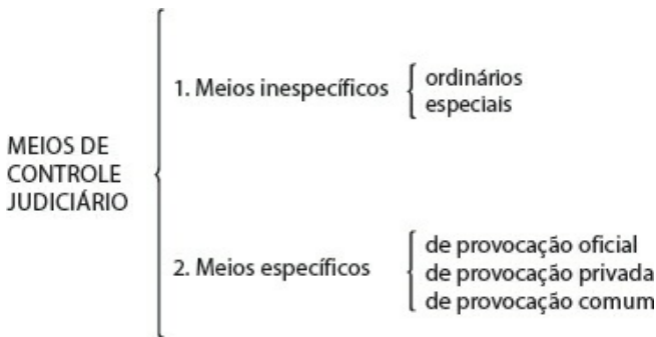 MEIOS DE
CONTROLE
JUDICIÁRIO
1. Meios inespecíficos
ordinários
especiais
2. Meios específicos
de provocação oficial
de provocação privada
de provocação comum